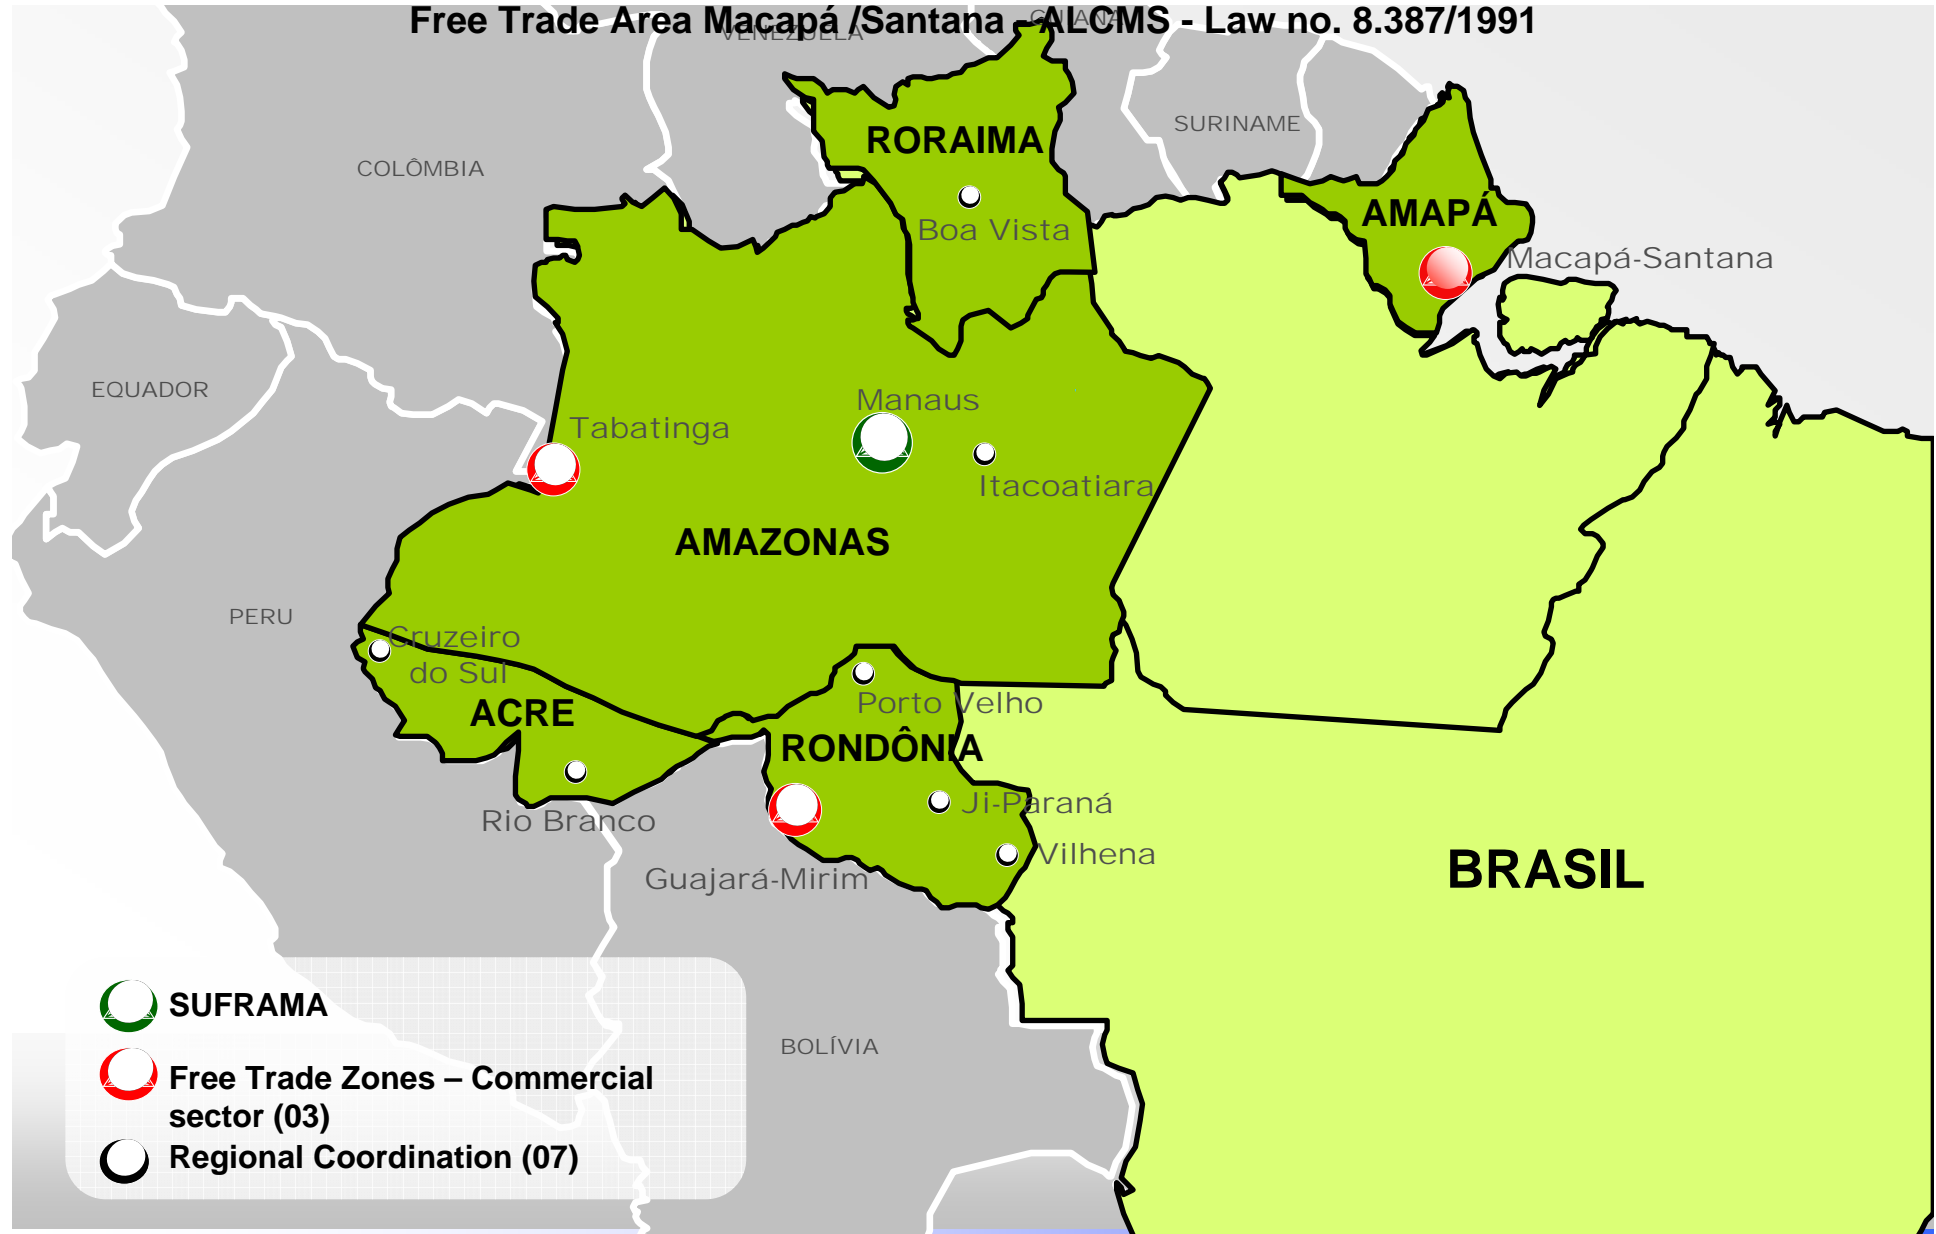 Free Trade Area Macapá /Santana - ALCMS - Law no. 8.387/1991
VENEZUELA
GUIANA
SURINAME
COLÔMBIA
RORAIMA
Boa Vista
AMAPÁ
Macapá-Santana
EQUADOR
Manaus
Tabatinga
Itacoatiara
AMAZONAS
PERU
Cruzeiro
do Sul
ACRE
Porto Velho
RONDÔNIA
Rio Branco
Ji-Paraná
Vilhena
Guajará-Mirim
BRASIL
BOLÍVIA
SUFRAMA
Free Trade Zones – Commercial
sector (03)
Regional Coordination (07)